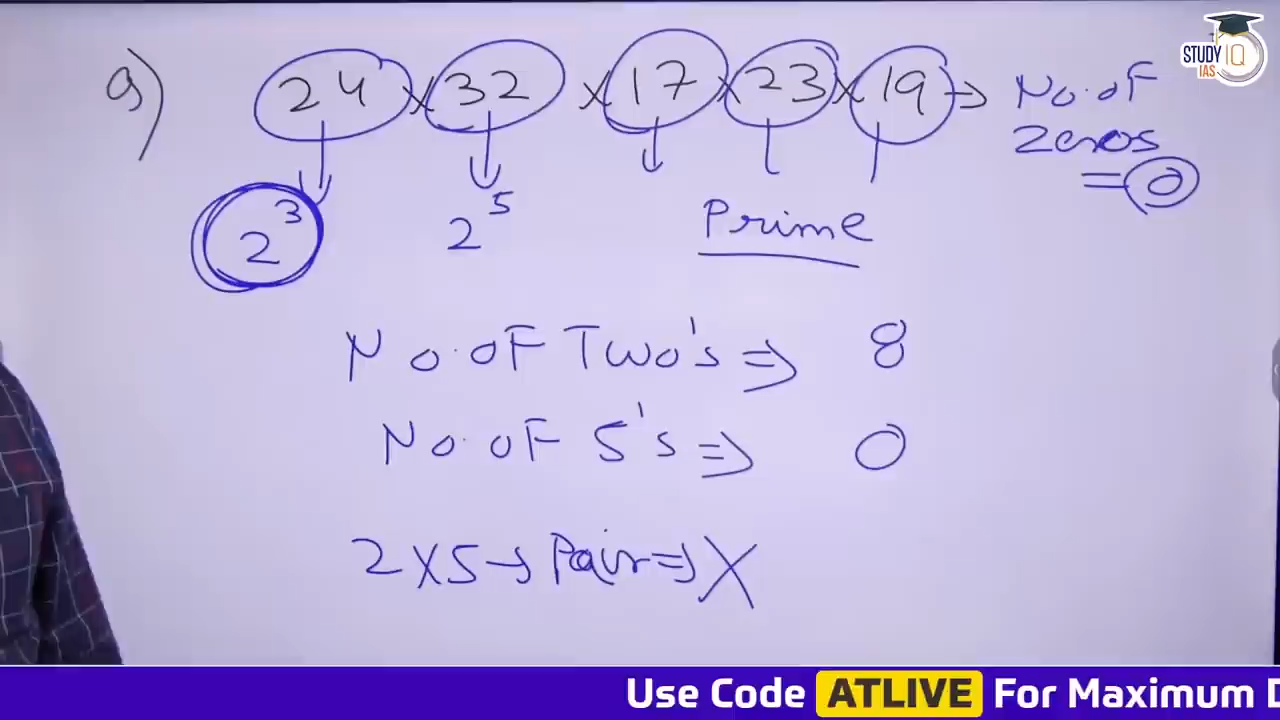 Q) 24 × 32 × 17 × 23 × 19 → No. of Zeros = 0
2³ 2⁵ Prime
No. of Two's ⇒ 8
No. of 5's ⇒ 0
2×5 → Pair ⇒ X
STUDY IQ
IAS
Use Code ATLIVE For Maximum D